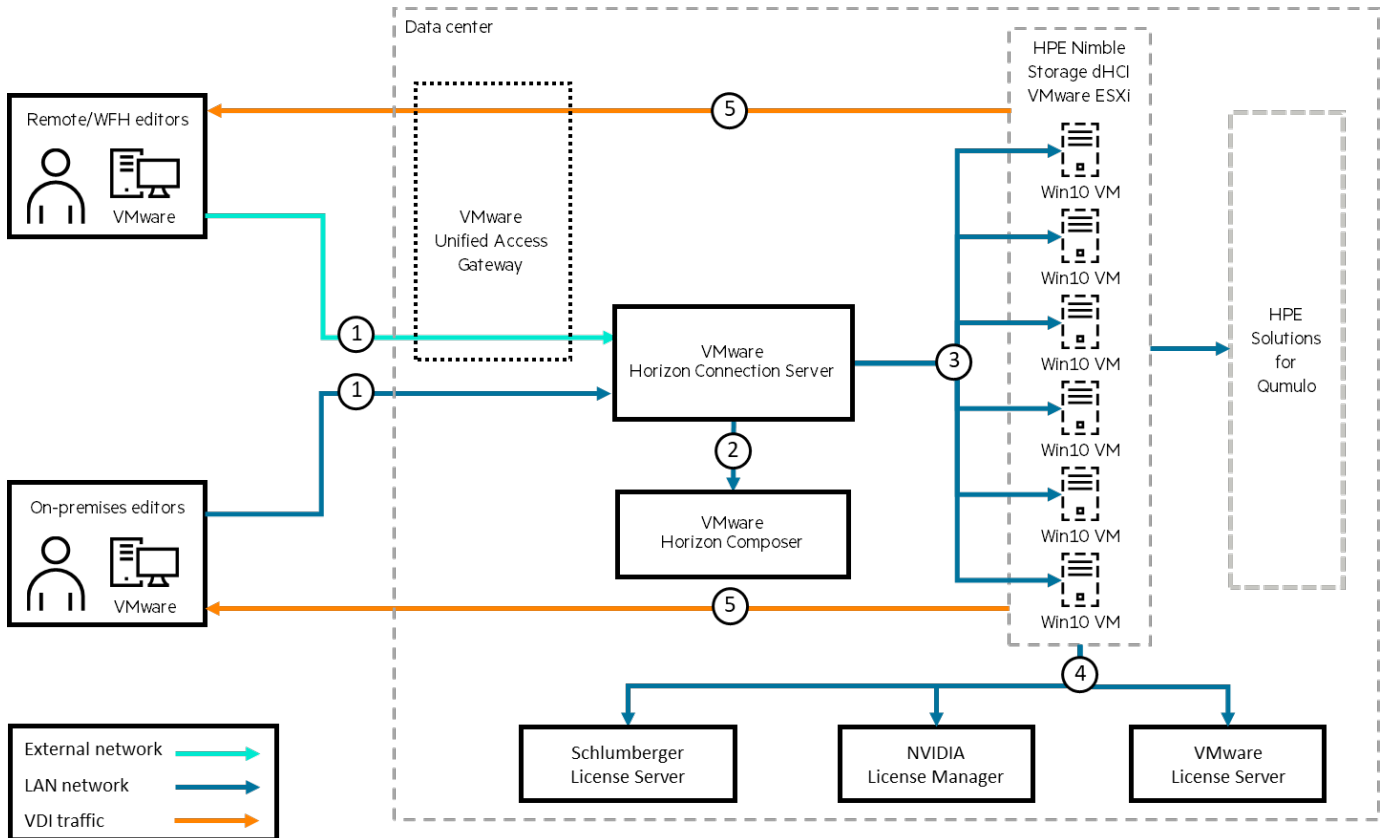 Data center
Remote/WFH editors
VMware
5
VMware
Unified Access
Gateway
HPE Nimble
Storage dHCI
VMware ESXi
Win10 VM
Win10 VM
Win10 VM
Win10 VM
Win10 VM
Win10 VM
HPE
Solutions
for
Qumulo
1
1
VMware
Horizon Connection Server
3
2
VMware
Horizon Composer
On-premises editors
VMware
5
4
Schlumberger
License Server
NVIDIA
License Manager
VMware
License Server
External network
LAN network
VDI traffic